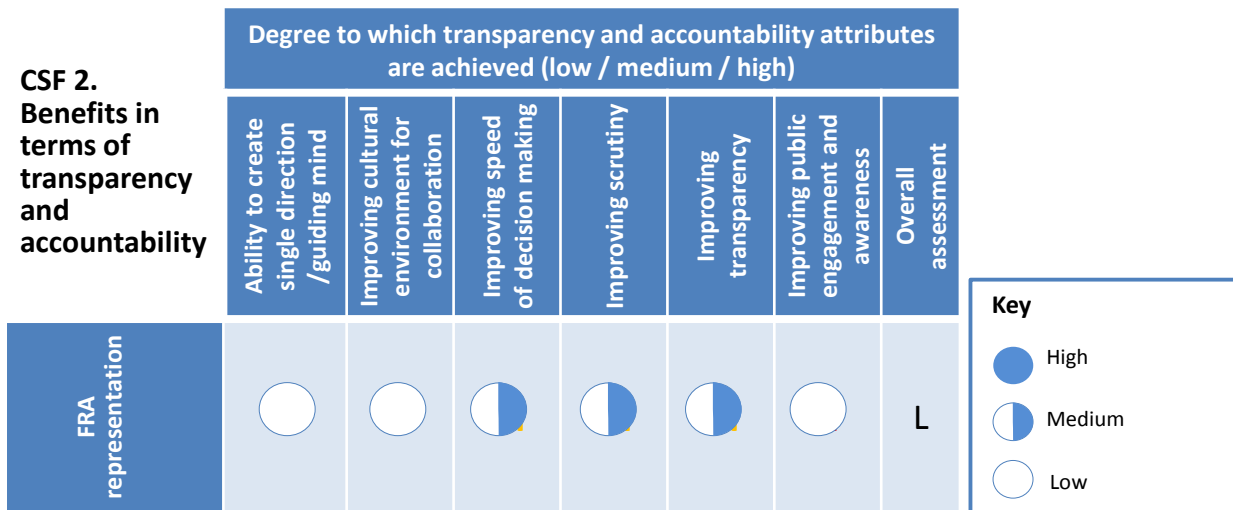 Degree to which transparency and accountability attributes
are achieved (low / medium / high)
CSF 2.
Benefits in
terms of
transparency
and
accountability
Ability to create
single direction
/guiding mind
Improving cultural
environment for
collaboration
Improving speed
of decision making
Improving scrutiny
Improving
transparency
Improving public
engagement and
awareness
Overall
assessment
Key
High
Medium
Low
FRA
representation
L